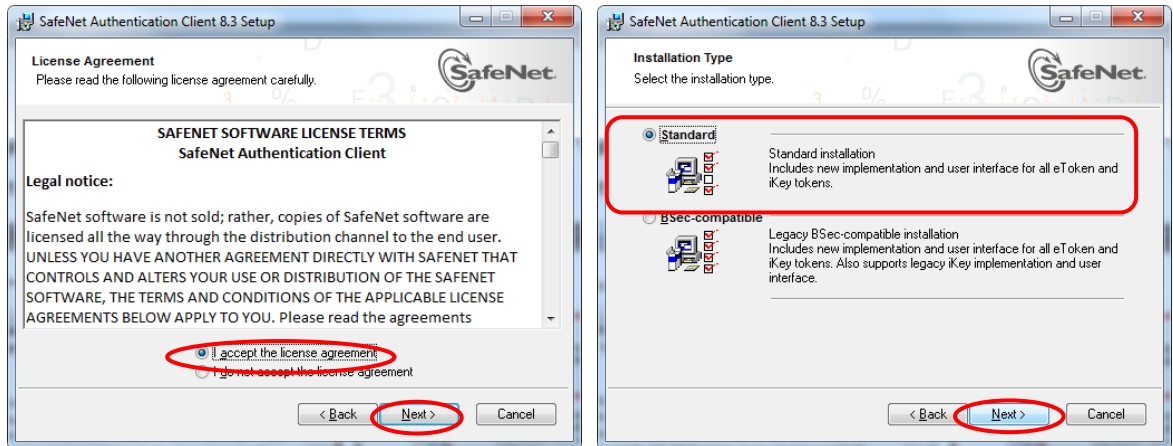 SafeNet Authentication Client 8.3 Setup
License Agreement
Please read the following license agreement carefully.
SafeNet.
SAFENET SOFTWARE LICENSE TERMS
SafeNet Authentication Client
Legal notice:
SafeNet software is not sold; rather, copies of SafeNet software are
licensed all the way through the distribution channel to the end user.
UNLESS YOU HAVE ANOTHER AGREEMENT DIRECTLY WITH SAFENET THAT
CONTROLS AND ALTERS YOUR USE OR DISTRIBUTION OF THE SAFENET
SOFTWARE, THE TERMS AND CONDITIONS OF THE APPLICABLE LICENSE
AGREEMENTS BELOW APPLY TO YOU. Please read the agreements
I accept the license agreement
I do not accept the license agreement
< Back
Next >
Cancel
SafeNet Authentication Client 8.3 Setup
Installation Type
Select the installation type.
SafeNet.
Standard
Standard installation
Includes new implementation and user interface for all eToken and
iKey tokens.
BSec-compatible
Legacy BSec-compatible installation
Includes new implementation and user interface for all eToken and
iKey tokens. Also supports legacy iKey implementation and user
interface.
< Back
Next >
Cancel